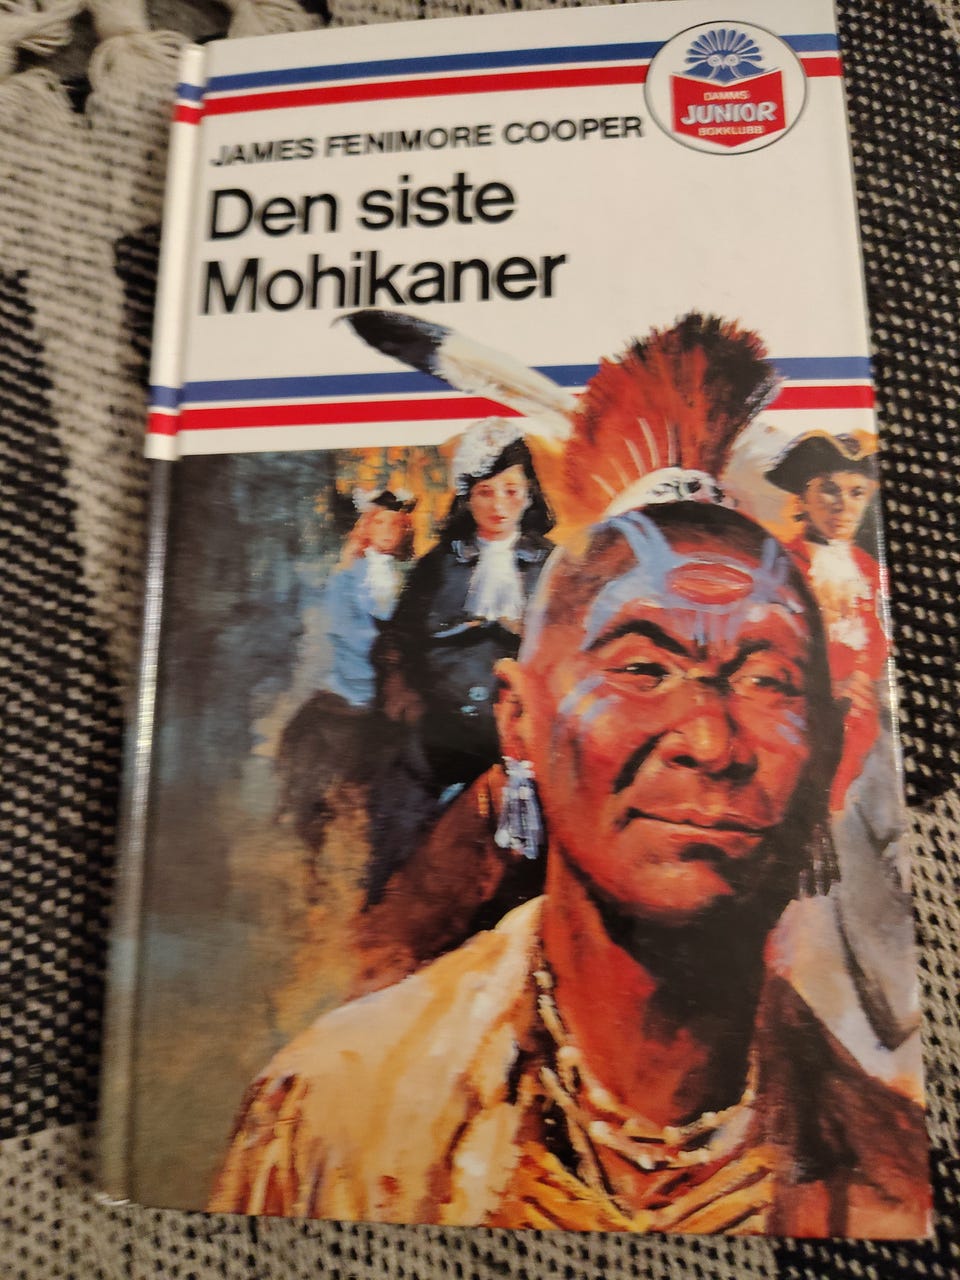 JAMES FENIMORE COOPER
Den siste
Mohikaner
DAMMS
JUNIOR
BOKKLUBB